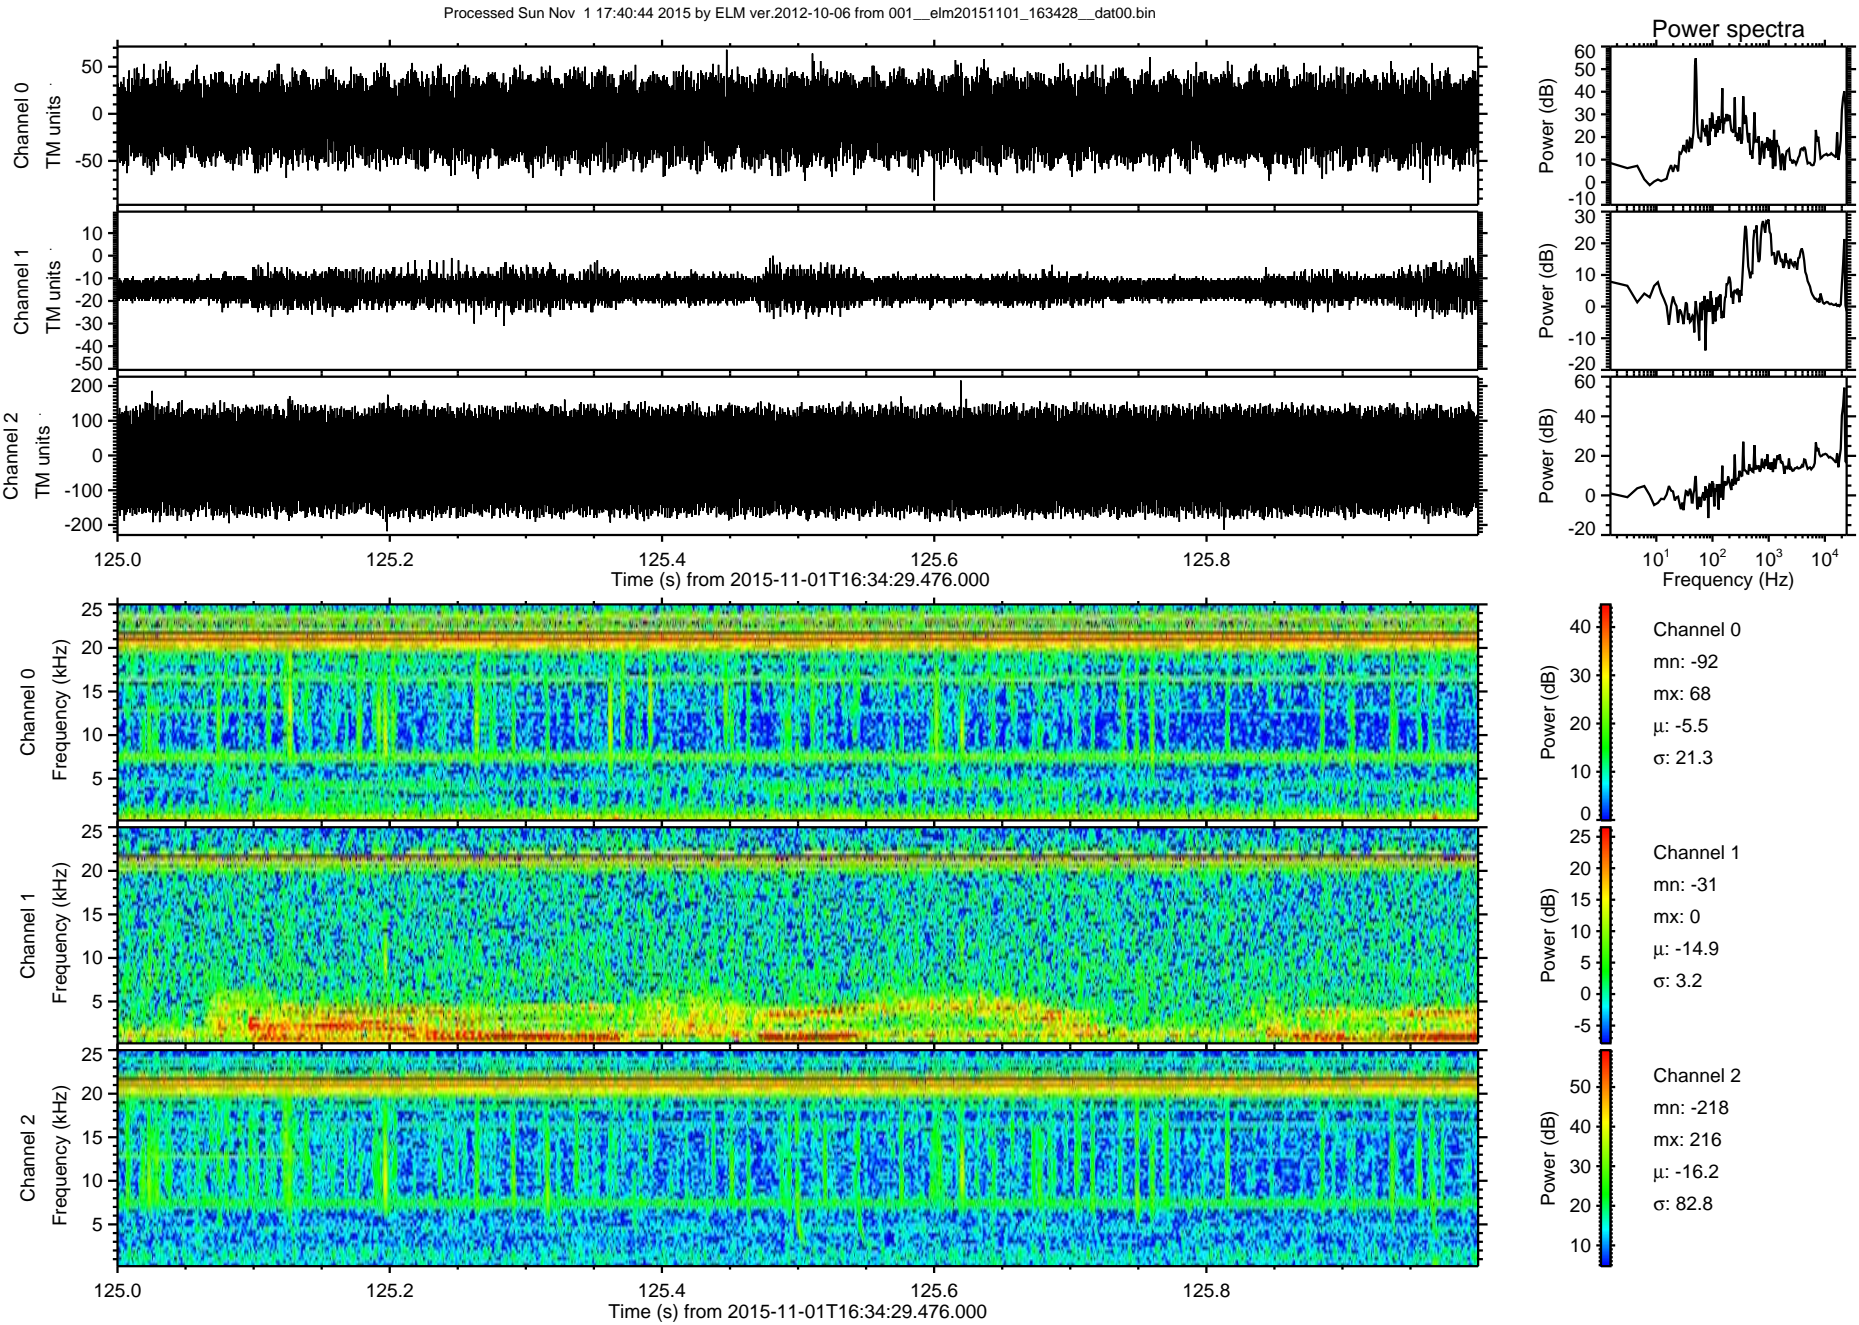 Processed Sun Nov  1 17:40:44 2015 by ELM ver.2012-10-06 from 001__elm20151101_163428__dat00.bin
Power spectra
Channel 0
TM units
50
0
-50
Power (dB)
60
50
40
30
20
10
0
-10
Channel 1
TM units
10
0
-10
-20
-30
-40
-50
Power (dB)
30
20
10
0
-10
-20
Channel 2
TM units
200
100
0
-100
-200
Power (dB)
60
40
20
0
-20
125.0 125.2 125.4 125.6 125.8
Time (s) from 2015-11-01T16:34:29.476.000
10^1 10^2 10^3 10^4
Frequency (Hz)
Channel 0
Frequency (kHz)
25
20
15
10
5
Power (dB)
40
30
20
10
0
Channel 0
mn: -92
mx: 68
µ: -5.5
σ: 21.3
Channel 1
Frequency (kHz)
25
20
15
10
5
Power (dB)
25
20
15
10
5
0
-5
Channel 1
mn: -31
mx: 0
µ: -14.9
σ: 3.2
Channel 2
Frequency (kHz)
25
20
15
10
5
Power (dB)
50
40
30
20
10
Channel 2
mn: -218
mx: 216
µ: -16.2
σ: 82.8
125.0 125.2 125.4 125.6 125.8
Time (s) from 2015-11-01T16:34:29.476.000